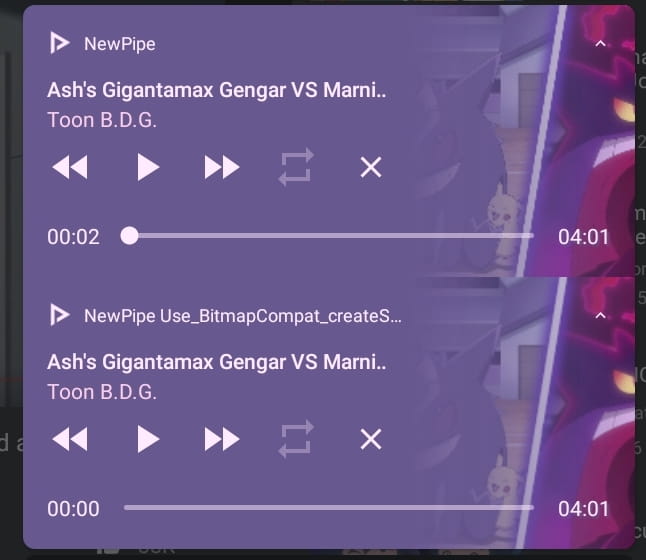 NewPipe
Ash's Gigantamax Gengar VS Marni..
Toon B.D.G.
00:02 04:01
NewPipe Use_BitmapCompat_createS...
Ash's Gigantamax Gengar VS Marni..
Toon B.D.G.
00:00 04:01